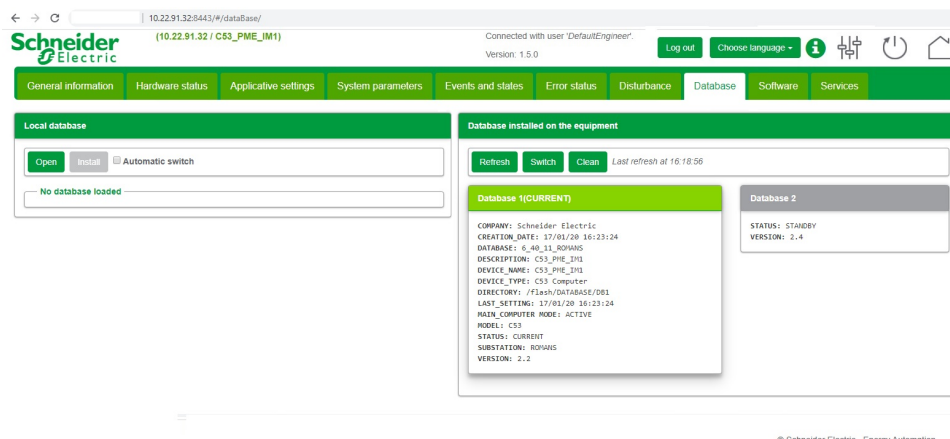 10.22.91.32:8443/#/dataBase/
Schneider Electric
(10.22.91.32 / C53_PME_IM1)
Connected with user 'DefaultEngineer'.
Version: 1.5.0
Log out
Choose language
General information Hardware status Applicative settings System parameters Events and states Error status Disturbance Database Software Services
Local database
Open Install Automatic switch
No database loaded
Database installed on the equipment
Refresh Switch Clean Last refresh at 16:18:56
Database 1(CURRENT)
COMPANY: Schneider Electric
CREATION_DATE: 17/01/20 16:23:24
DATABASE: 6_40_11_ROMANS
DESCRIPTION: C53_PME_IM1
DEVICE_NAME: C53_PME_IM1
DEVICE_TYPE: C53 Computer
DIRECTORY: /flash/DATABASE/DB1
LAST_SETTING: 17/01/20 16:23:24
MAIN_COMPUTER MODE: ACTIVE
MODEL: C53
STATUS: CURRENT
SUBSTATION: ROMANS
VERSION: 2.2
Database 2
STATUS: STANDBY
VERSION: 2.4
© Schneider Electric - Energy Automation